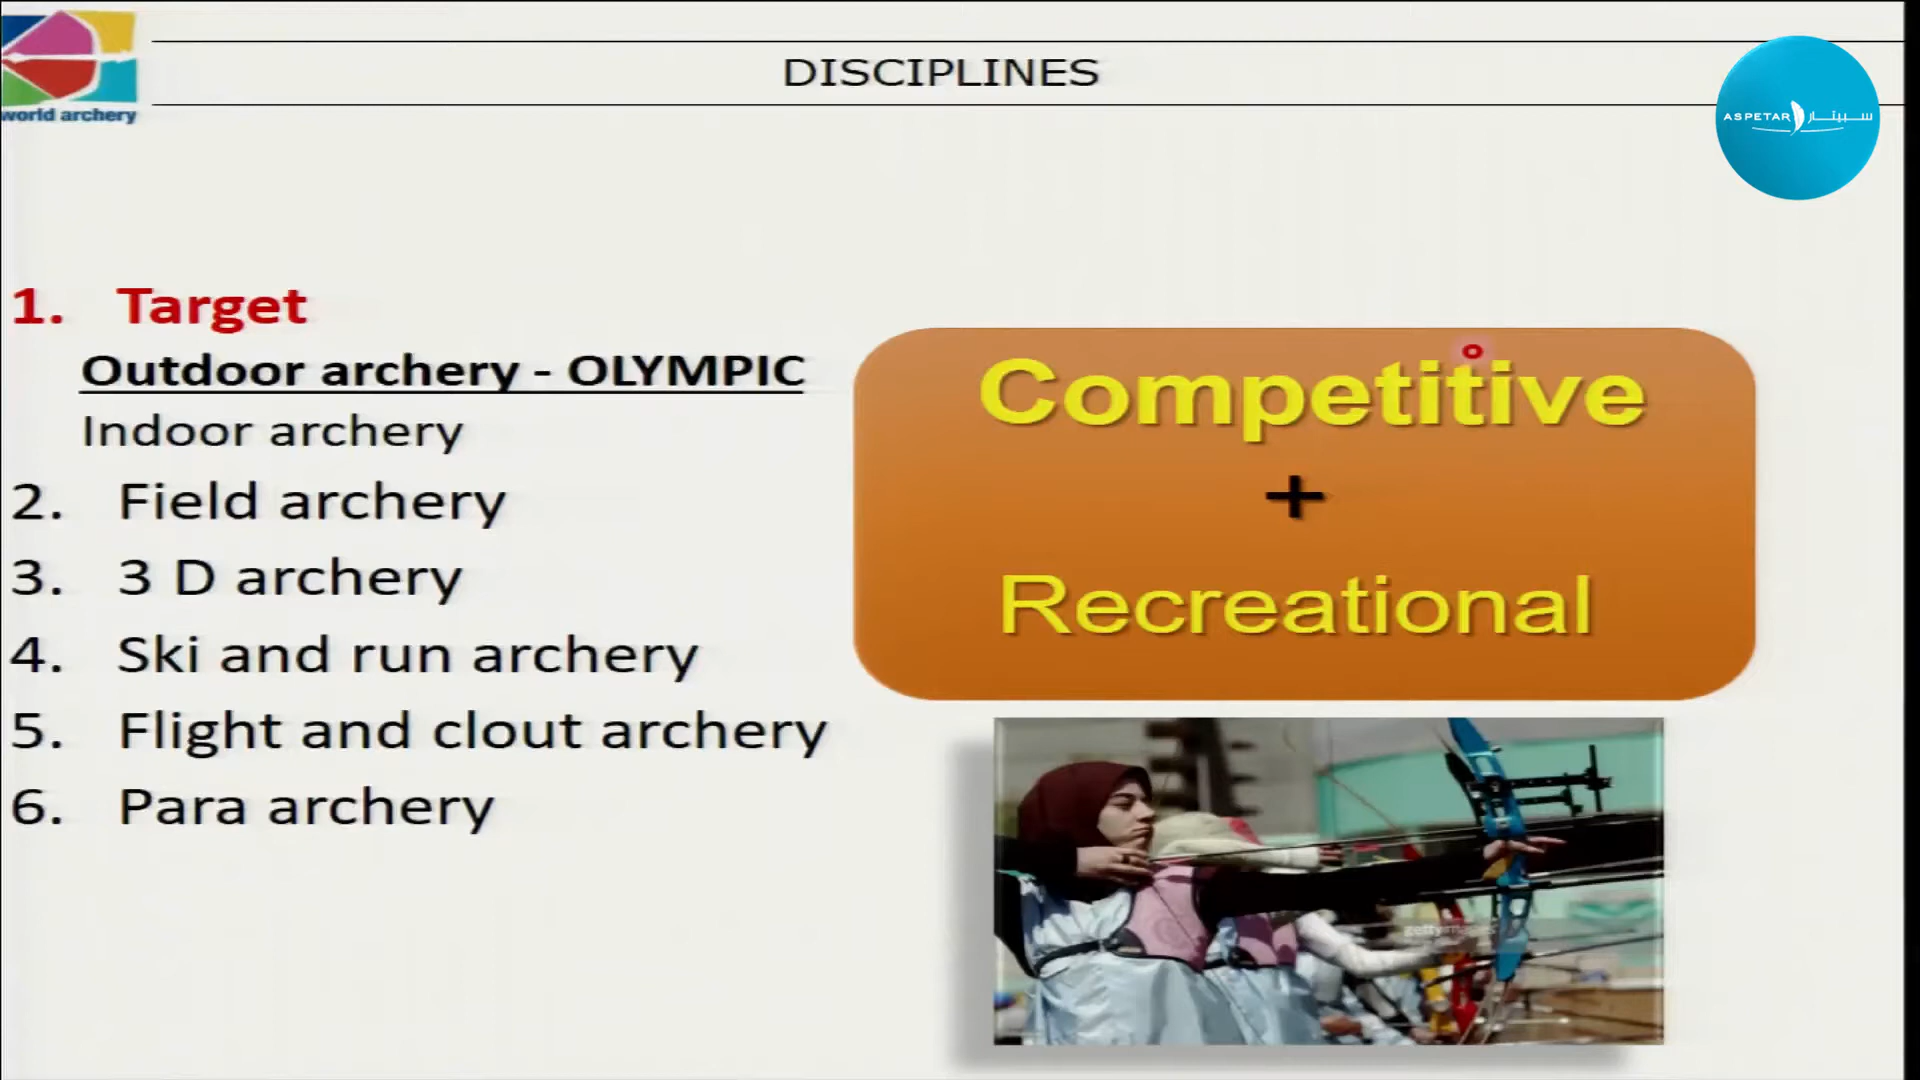 DISCIPLINES
world archery
ASPETAR سبيتار
1. Target
Outdoor archery - OLYMPIC
Indoor archery
2. Field archery
3. 3 D archery
4. Ski and run archery
5. Flight and clout archery
6. Para archery
Competitive
+
Recreational
gettyimages